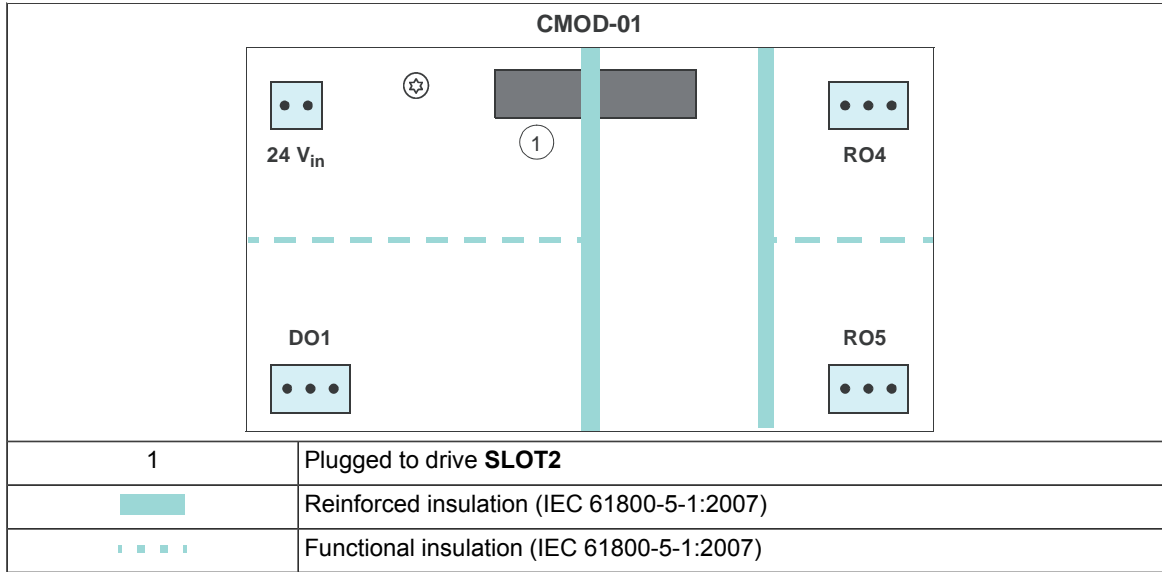 CMOD-01
24 Vin
1
RO4
DO1
RO5
1 Plugged to drive SLOT2
Reinforced insulation (IEC 61800-5-1:2007)
Functional insulation (IEC 61800-5-1:2007)